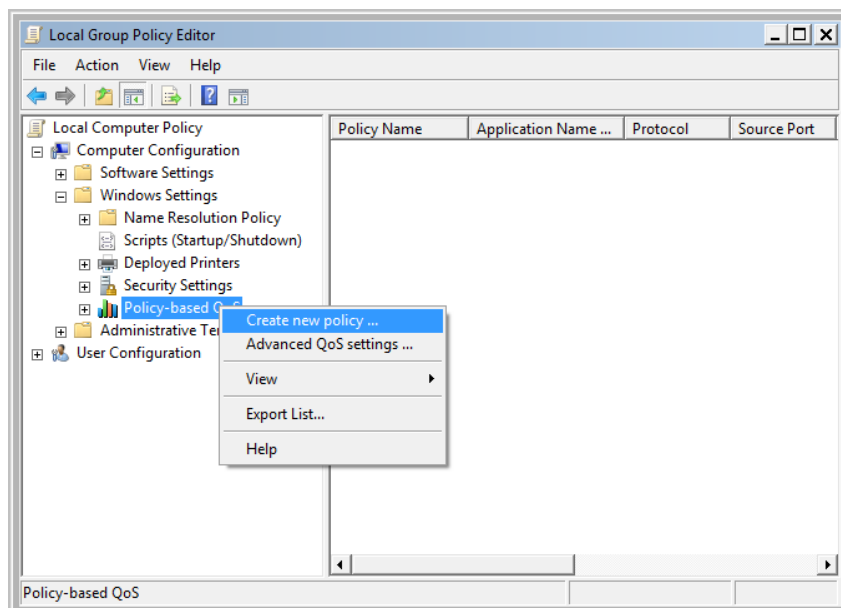 Local Group Policy Editor
File Action View Help
Local Computer Policy
Computer Configuration
Software Settings
Windows Settings
Name Resolution Policy
Scripts (Startup/Shutdown)
Deployed Printers
Security Settings
Policy-based QoS
Administrative Te
User Configuration
Policy Name Application Name ... Protocol Source Port
Create new policy ...
Advanced QoS settings ...
View
Export List...
Help
Policy-based QoS